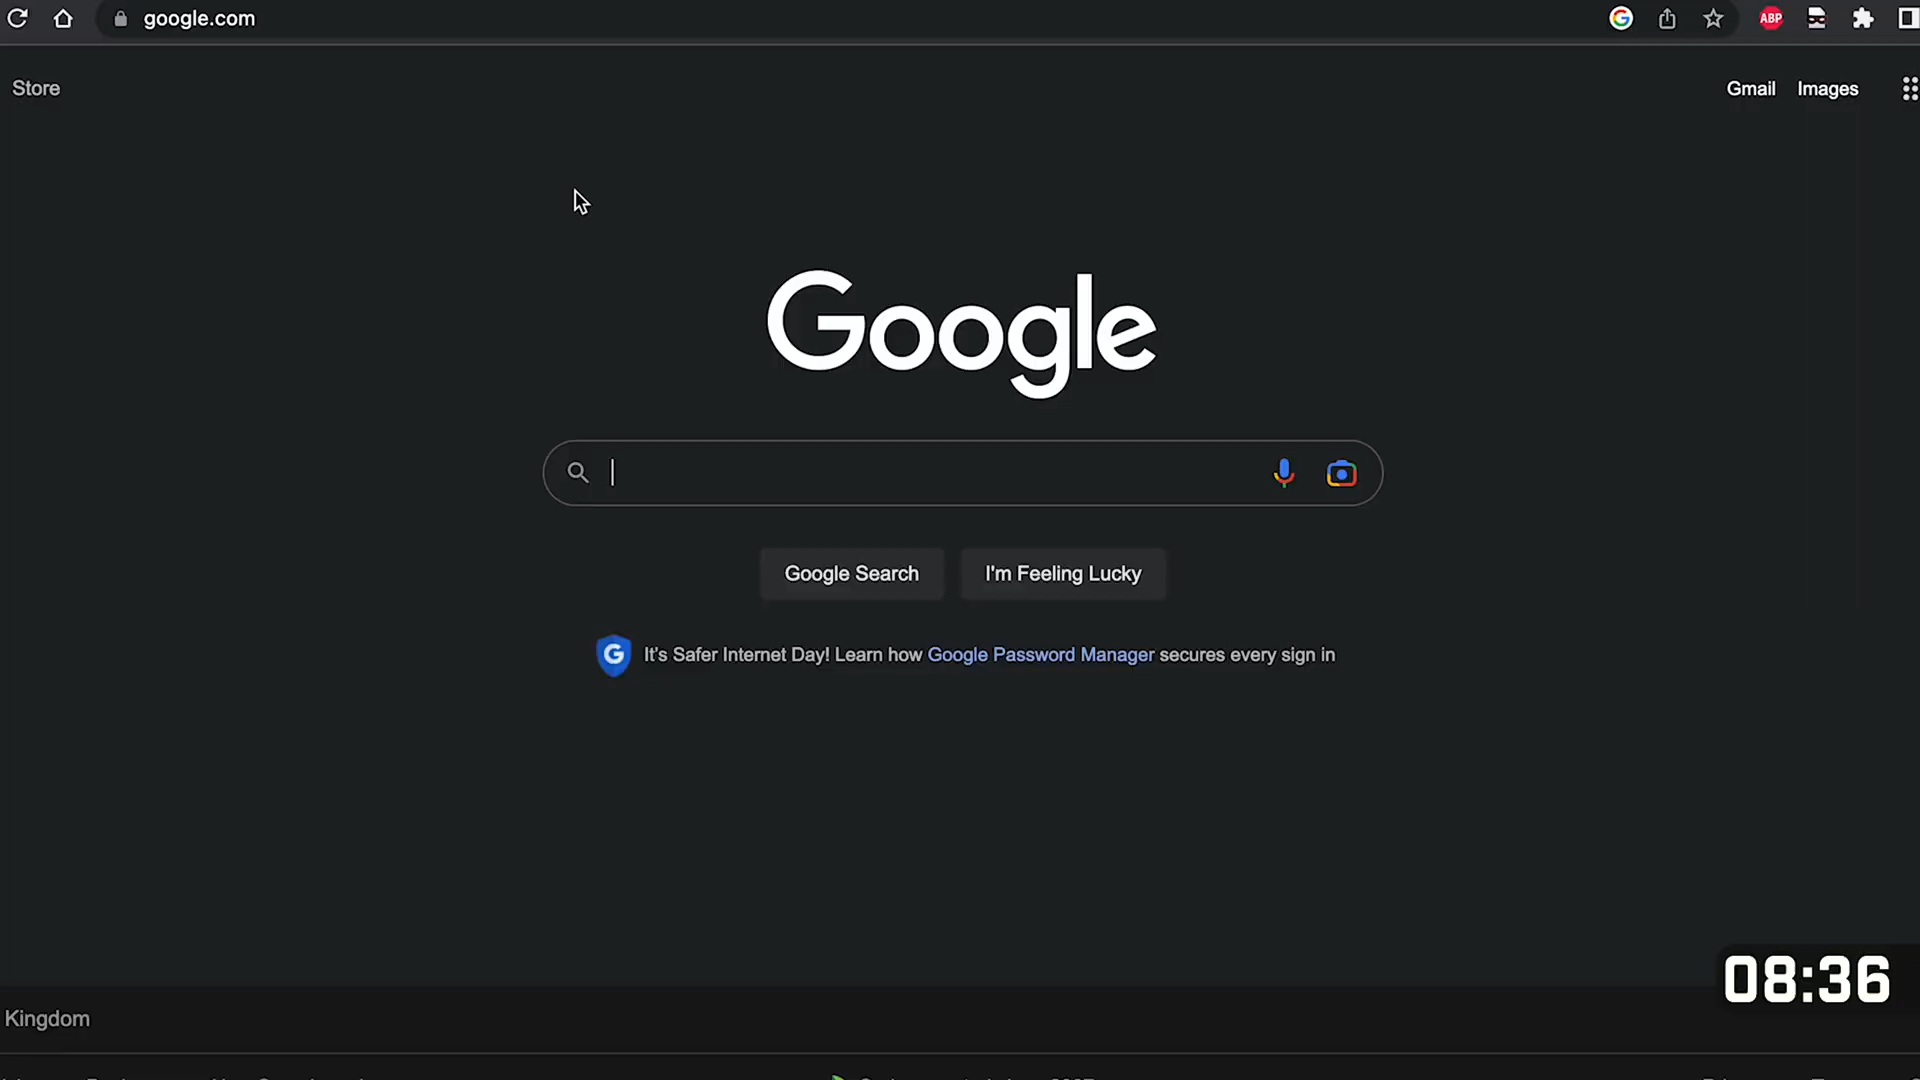 google.com
ABP
Store
Gmail Images
Google
Google Search
I'm Feeling Lucky
G It's Safer Internet Day! Learn how Google Password Manager secures every sign in
08:36
Kingdom